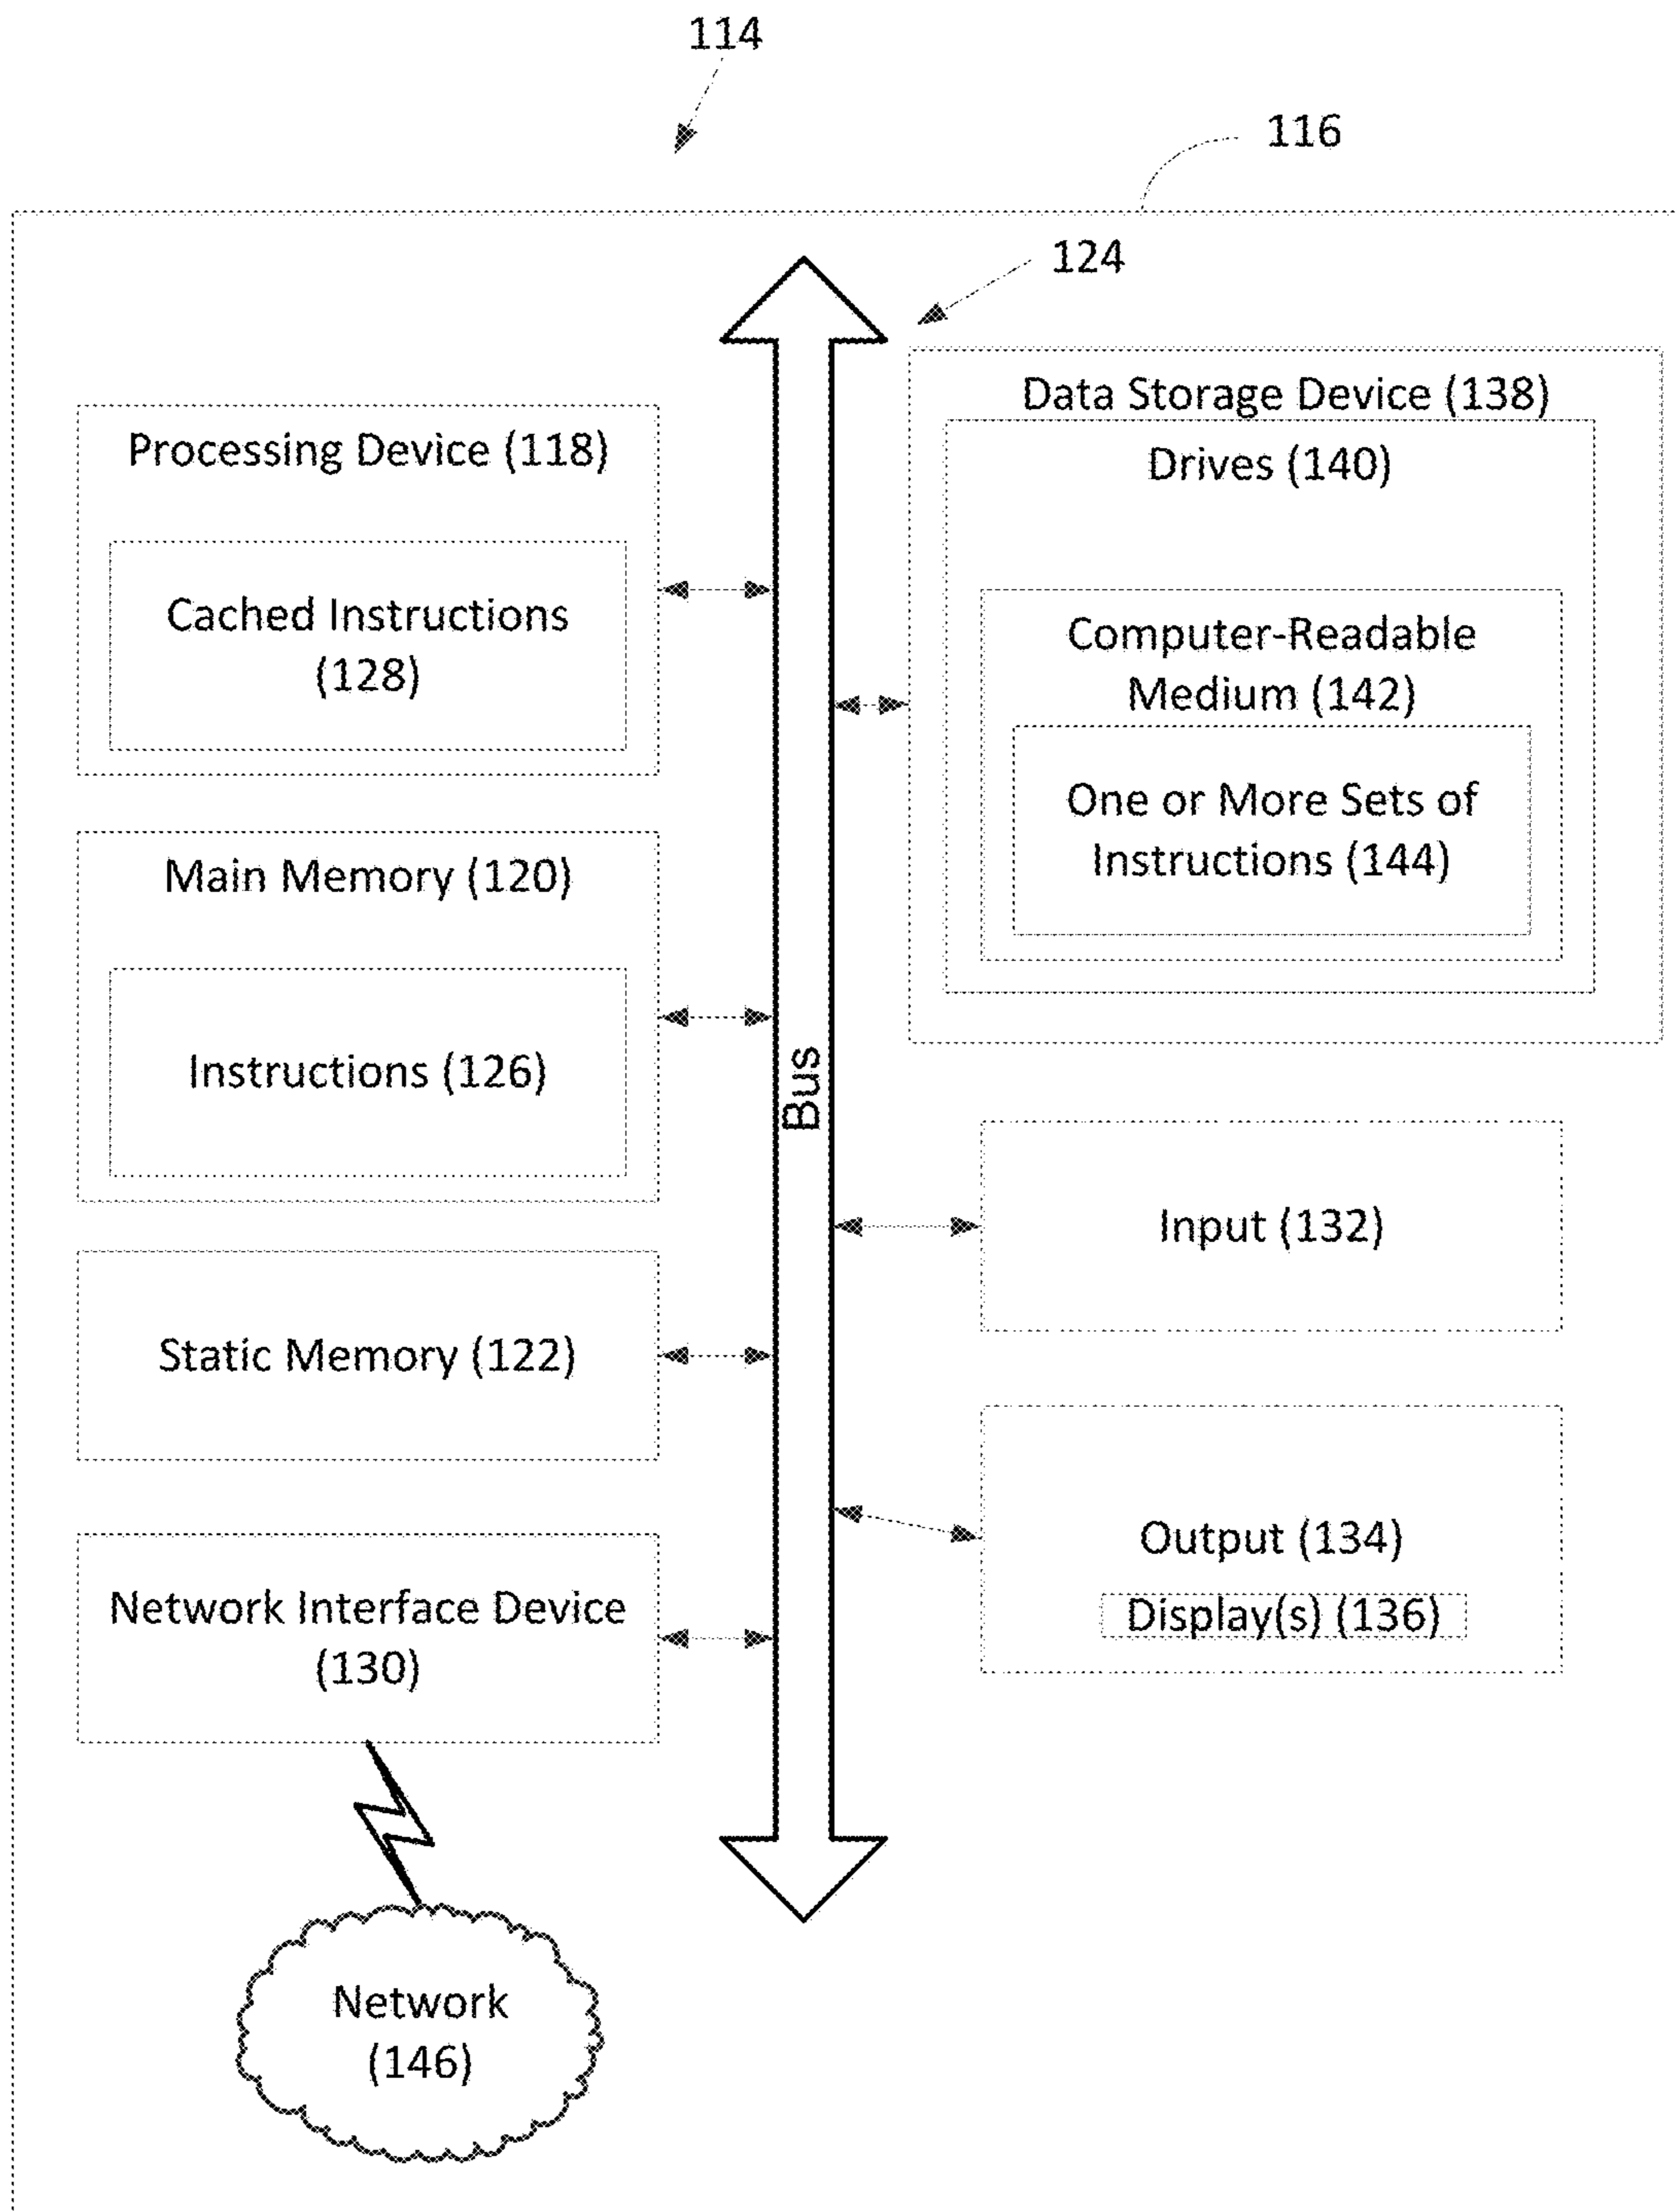 114
116
124
Processing Device (118)
Cached Instructions
(128)
Main Memory (120)
Instructions (126)
Static Memory (122)
Network Interface Device
(130)
Network
(146)
Bus
Data Storage Device (138)
Drives (140)
Computer-Readable
Medium (142)
One or More Sets of
Instructions (144)
Input (132)
Output (134)
Display(s) (136)